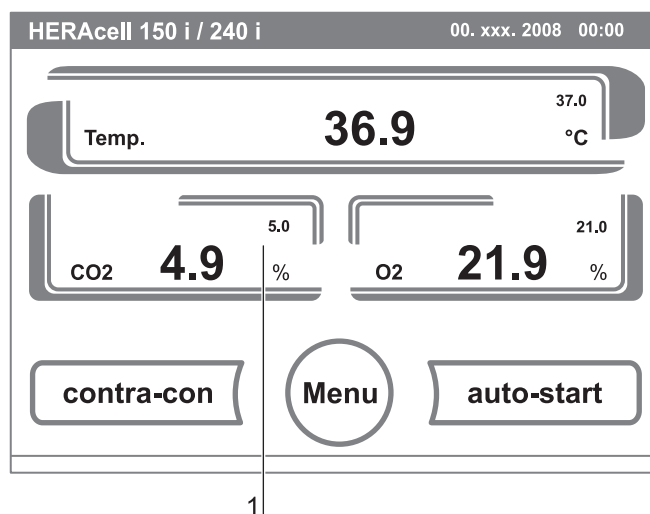 HERAcell 150 i / 240 i 00. xxx. 2008 00:00
37.0
Temp. 36.9 °C
5.0 21.0
CO2 4.9 % O2 21.9 %
contra-con Menu auto-start
1